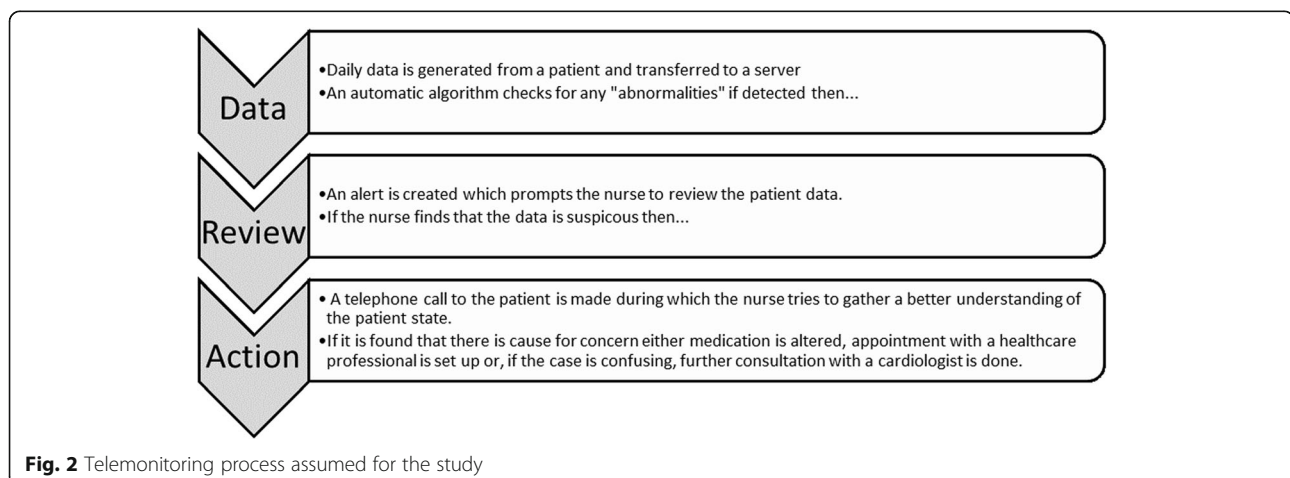 Data
•Daily data is generated from a patient and transferred to a server
•An automatic algorithm checks for any "abnormalities" if detected then...
Review
•An alert is created which prompts the nurse to review the patient data.
•If the nurse finds that the data is suspicous then...
Action
• A telephone call to the patient is made during which the nurse tries to gather a better understanding of
the patient state.
•If it is found that there is cause for concern either medication is altered, appointment with a healthcare
professional is set up or, if the case is confusing, further consultation with a cardiologist is done.
Fig. 2 Telemonitoring process assumed for the study